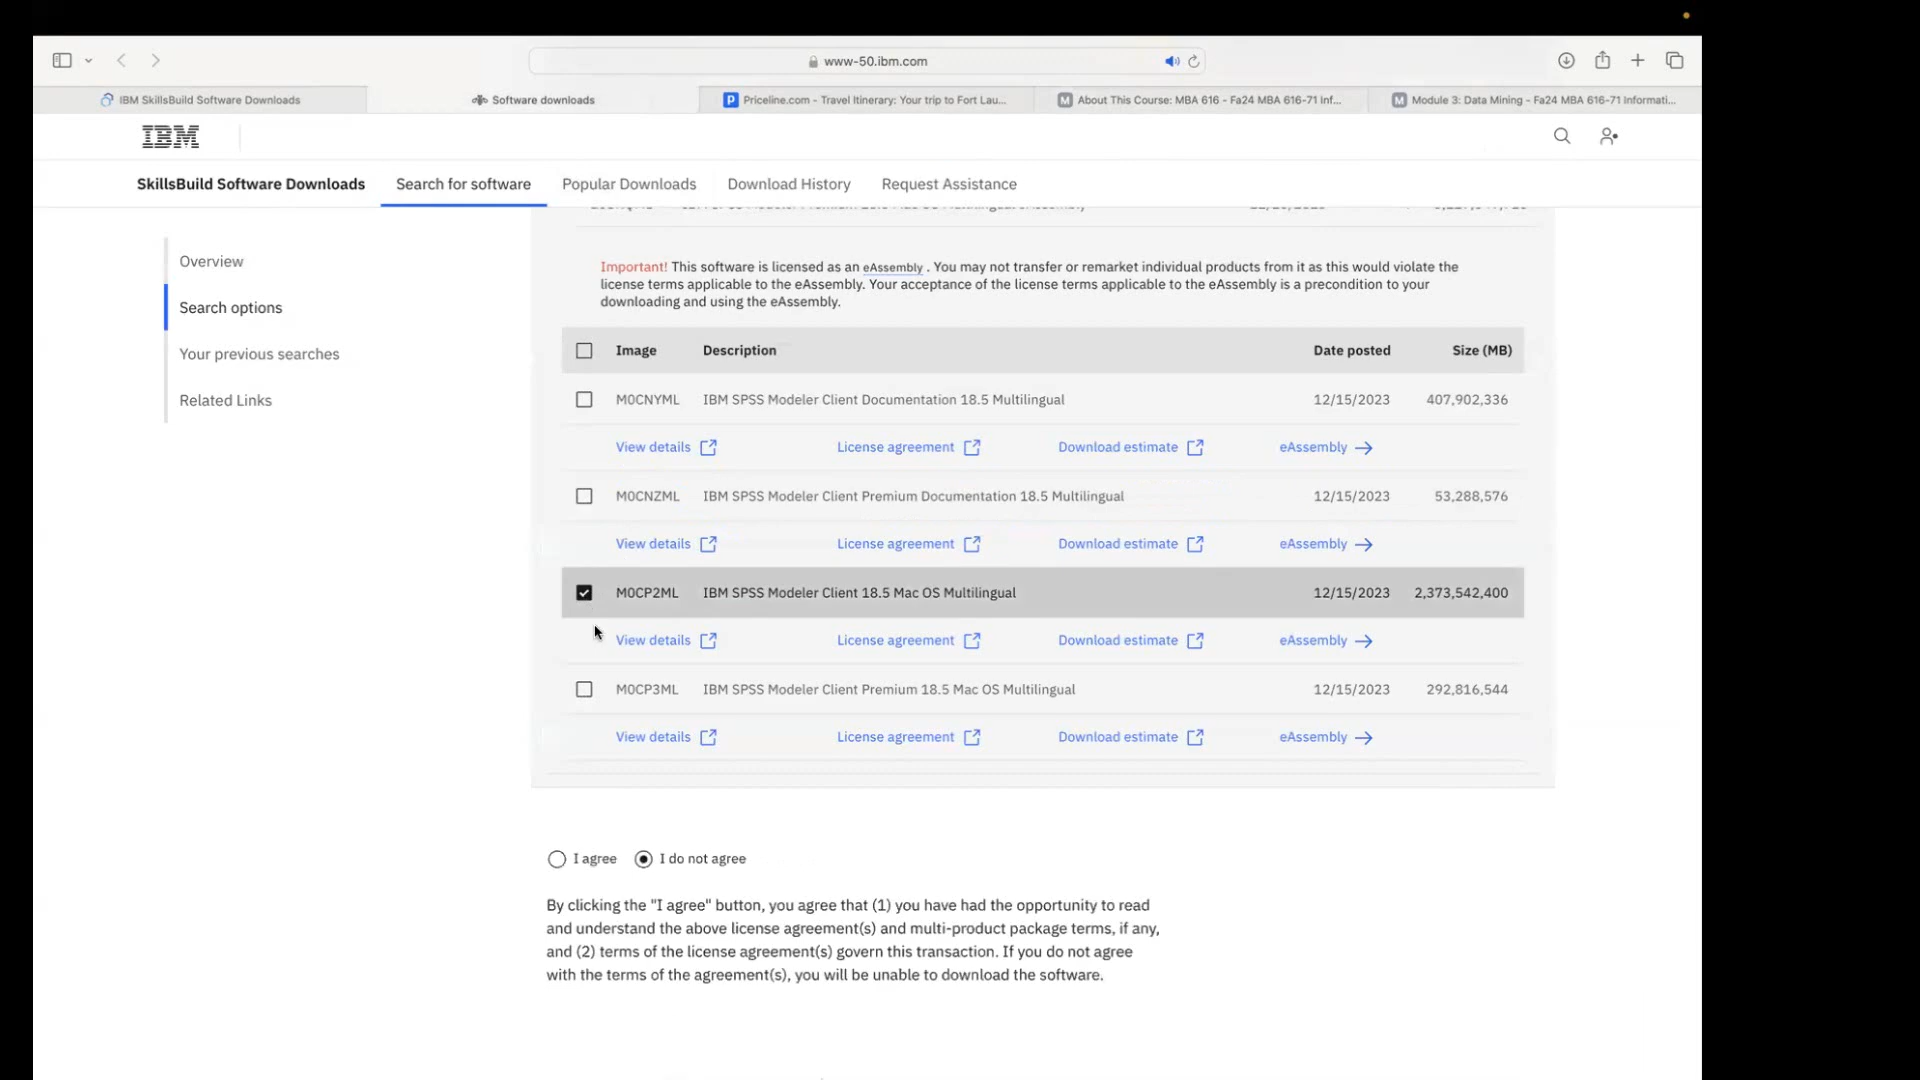 www-50.ibm.com
IBM SkillsBuild Software Downloads
Software downloads
Priceline.com - Travel Itinerary: Your trip to Fort Lau...
About This Course: MBA 616 - Fa24 MBA 616-71 Inf...
Module 3: Data Mining - Fa24 MBA 616-71 Informati...
IBM
SkillsBuild Software Downloads
Search for software
Popular Downloads
Download History
Request Assistance
Overview
Search options
Your previous searches
Related Links
Important! This software is licensed as an eAssembly . You may not transfer or remarket individual products from it as this would violate the
license terms applicable to the eAssembly. Your acceptance of the license terms applicable to the eAssembly is a precondition to your
downloading and using the eAssembly.
Image Description Date posted Size (MB)
M0CNYML IBM SPSS Modeler Client Documentation 18.5 Multilingual 12/15/2023 407,902,336
View details License agreement Download estimate eAssembly
M0CNZML IBM SPSS Modeler Client Premium Documentation 18.5 Multilingual 12/15/2023 53,288,576
View details License agreement Download estimate eAssembly
M0CP2ML IBM SPSS Modeler Client 18.5 Mac OS Multilingual 12/15/2023 2,373,542,400
View details License agreement Download estimate eAssembly
M0CP3ML IBM SPSS Modeler Client Premium 18.5 Mac OS Multilingual 12/15/2023 292,816,544
View details License agreement Download estimate eAssembly
I agree I do not agree
By clicking the "I agree" button, you agree that (1) you have had the opportunity to read
and understand the above license agreement(s) and multi-product package terms, if any,
and (2) terms of the license agreement(s) govern this transaction. If you do not agree
with the terms of the agreement(s), you will be unable to download the software.